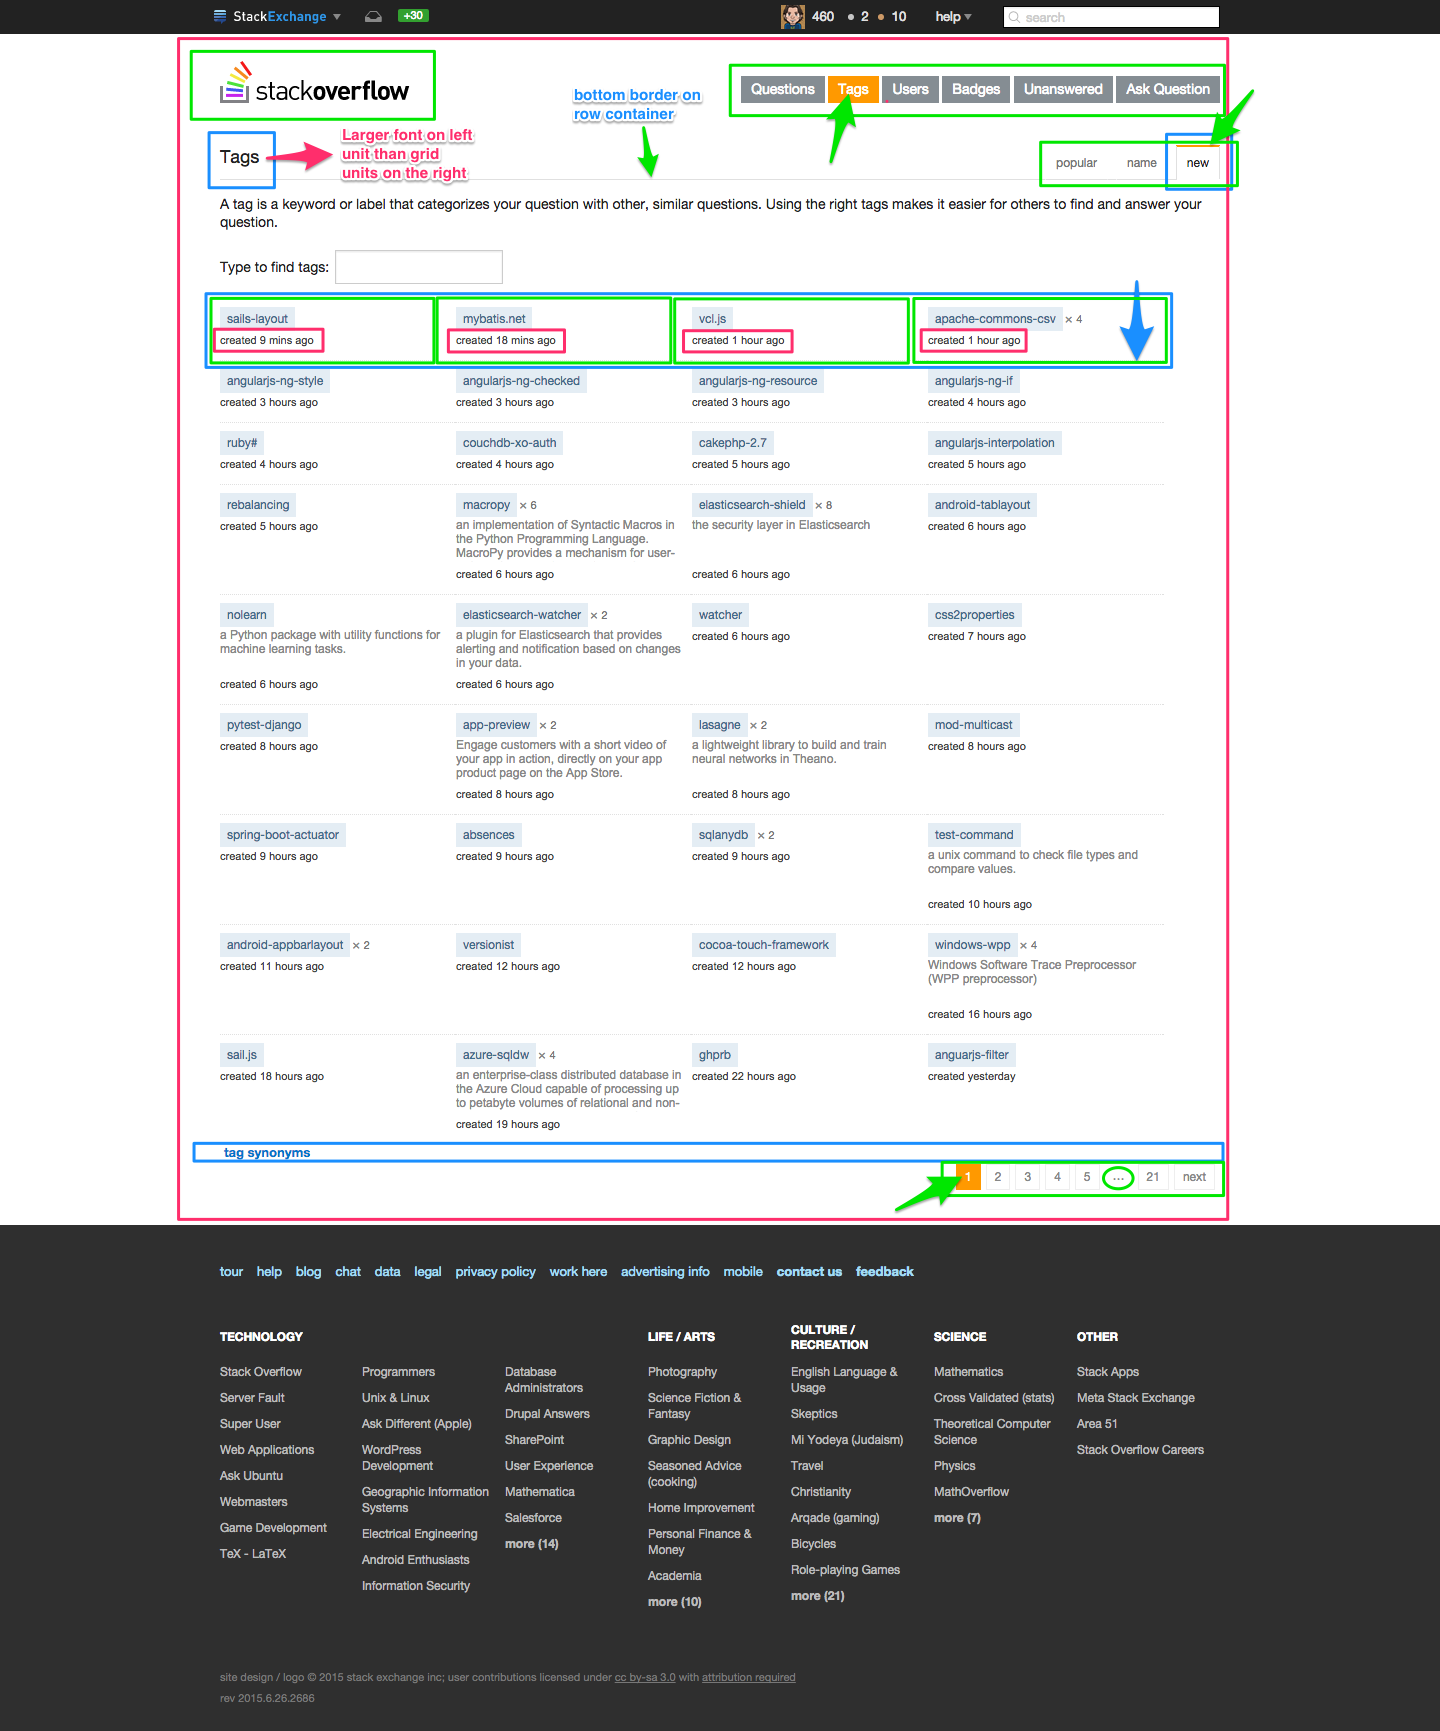 StackExchange +30 460 2 10 help search
stackoverflow
Questions Tags Users Badges Unanswered Ask Question
bottom border on
row container
Larger font on left
unit than grid
units on the right
Tags
popular name new
A tag is a keyword or label that categorizes your question with other, similar questions. Using the right tags makes it easier for others to find and answer your
question.
Type to find tags:
sails-layout mybatis.net vcl.js apache-commons-csv × 4
created 9 mins ago created 18 mins ago created 1 hour ago created 1 hour ago
angularjs-ng-style angularjs-ng-checked angularjs-ng-resource angularjs-ng-if
created 3 hours ago created 3 hours ago created 3 hours ago created 4 hours ago
ruby# couchdb-xo-auth cakephp-2.7 angularjs-interpolation
created 4 hours ago created 4 hours ago created 5 hours ago created 5 hours ago
rebalancing macropy × 6 elasticsearch-shield × 8 android-tablayout
created 5 hours ago an implementation of Syntactic Macros in the security layer in Elasticsearch created 6 hours ago
the Python Programming Language.
MacroPy provides a mechanism for user-
created 6 hours ago created 6 hours ago
nolearn elasticsearch-watcher × 2 watcher css2properties
a Python package with utility functions for a plugin for Elasticsearch that provides created 6 hours ago created 7 hours ago
machine learning tasks. alerting and notification based on changes
in your data.
created 6 hours ago created 6 hours ago
pytest-django app-preview × 2 lasagne × 2 mod-multicast
created 8 hours ago Engage customers with a short video of a lightweight library to build and train created 8 hours ago
your app in action, directly on your app neural networks in Theano.
product page on the App Store.
created 8 hours ago created 8 hours ago
spring-boot-actuator absences sqlanydb × 2 test-command
created 9 hours ago created 9 hours ago created 9 hours ago a unix command to check file types and
compare values.
created 10 hours ago
android-appbarlayout × 2 versionist cocoa-touch-framework windows-wpp × 4
created 11 hours ago created 12 hours ago created 12 hours ago Windows Software Trace Preprocessor
(WPP preprocessor)
created 16 hours ago
sail.js azure-sqldw × 4 ghprb anguarjs-filter
created 18 hours ago an enterprise-class distributed database in created 22 hours ago created yesterday
the Azure Cloud capable of processing up
to petabyte volumes of relational and non-
created 19 hours ago
tag synonyms
1 2 3 4 5 … 21 next
tour help blog chat data legal privacy policy work here advertising info mobile contact us feedback
TECHNOLOGY
Stack Overflow
Server Fault
Super User
Web Applications
Ask Ubuntu
Webmasters
Game Development
TeX - LaTeX
Programmers
Unix & Linux
Ask Different (Apple)
WordPress
Development
Geographic Information
Systems
Electrical Engineering
Android Enthusiasts
Information Security
Database
Administrators
Drupal Answers
SharePoint
User Experience
Mathematica
Salesforce
more (14)
LIFE / ARTS
Photography
Science Fiction &
Fantasy
Graphic Design
Seasoned Advice
(cooking)
Home Improvement
Personal Finance &
Money
Academia
more (10)
CULTURE /
RECREATION
English Language &
Usage
Skeptics
Mi Yodeya (Judaism)
Travel
Christianity
Arqade (gaming)
Bicycles
Role-playing Games
more (21)
SCIENCE
Mathematics
Cross Validated (stats)
Theoretical Computer
Science
Physics
MathOverflow
more (7)
OTHER
Stack Apps
Meta Stack Exchange
Area 51
Stack Overflow Careers
site design / logo © 2015 stack exchange inc; user contributions licensed under cc by-sa 3.0 with attribution required
rev 2015.6.26.2686